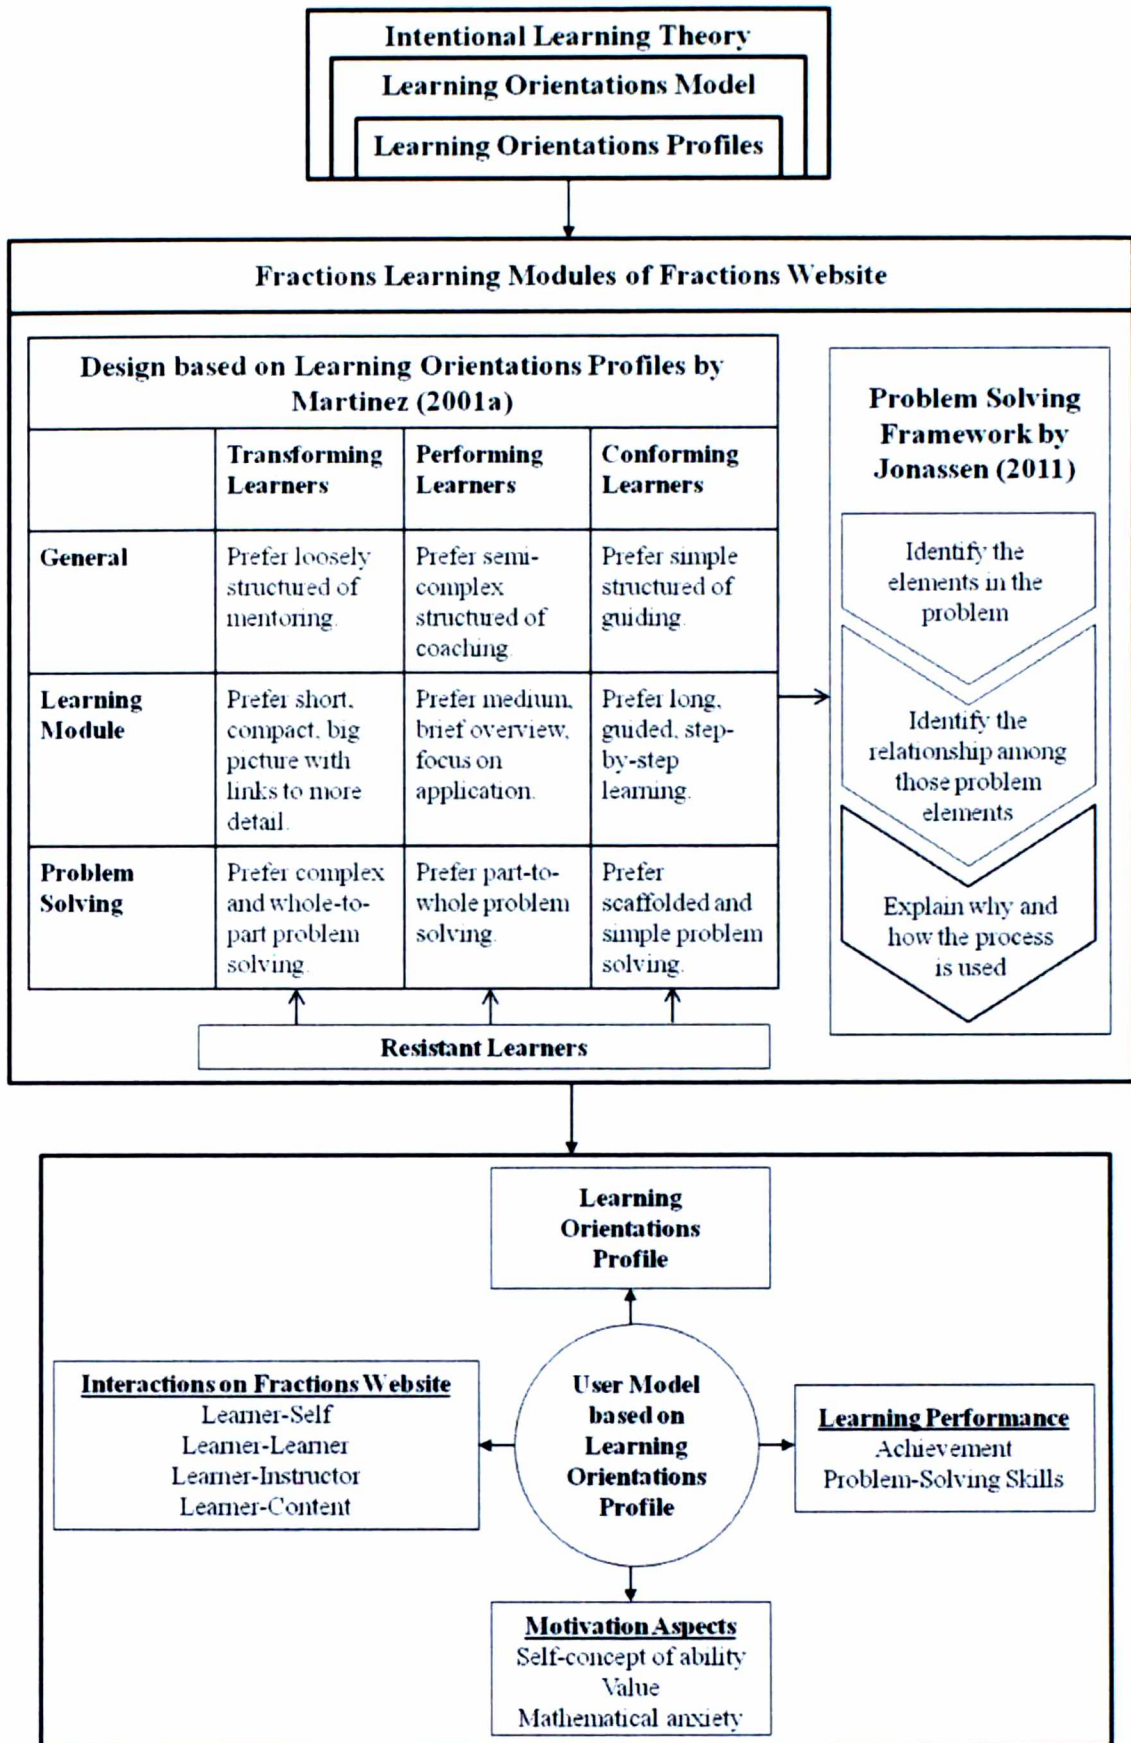 Intentional Learning Theory
Learning Orientations Model
Learning Orientations Profiles
Fractions Learning Modules of Fractions Website
Design based on Learning Orientations Profiles by
Martinez (2001a)
Transforming
Learners
Performing
Learners
Conforming
Learners
General
Prefer loosely
structured of
mentoring.
Prefer semi-
complex
structured of
coaching.
Prefer simple
structured of
guiding.
Learning
Module
Prefer short,
compact, big
picture with
links to more
detail.
Prefer medium,
brief overview,
focus on
application.
Prefer long,
guided, step-
by-step
learning.
Problem
Solving
Prefer complex
and whole-to-
part problem
solving.
Prefer part-to-
whole problem
solving.
Prefer
scaffolded and
simple problem
solving.
Resistant Learners
Problem Solving
Framework by
Jonassen (2011)
Identify the
elements in the
problem
Identify the
relationship among
those problem
elements
Explain why and
how the process
is used
Learning
Orientations
Profile
Interactions on Fractions Website
Learner-Self
Learner-Learner
Learner-Instructor
Learner-Content
User Model
based on
Learning
Orientations
Profile
Learning Performance
Achievement
Problem-Solving Skills
Motivation Aspects
Self-concept of ability
Value
Mathematical anxiety